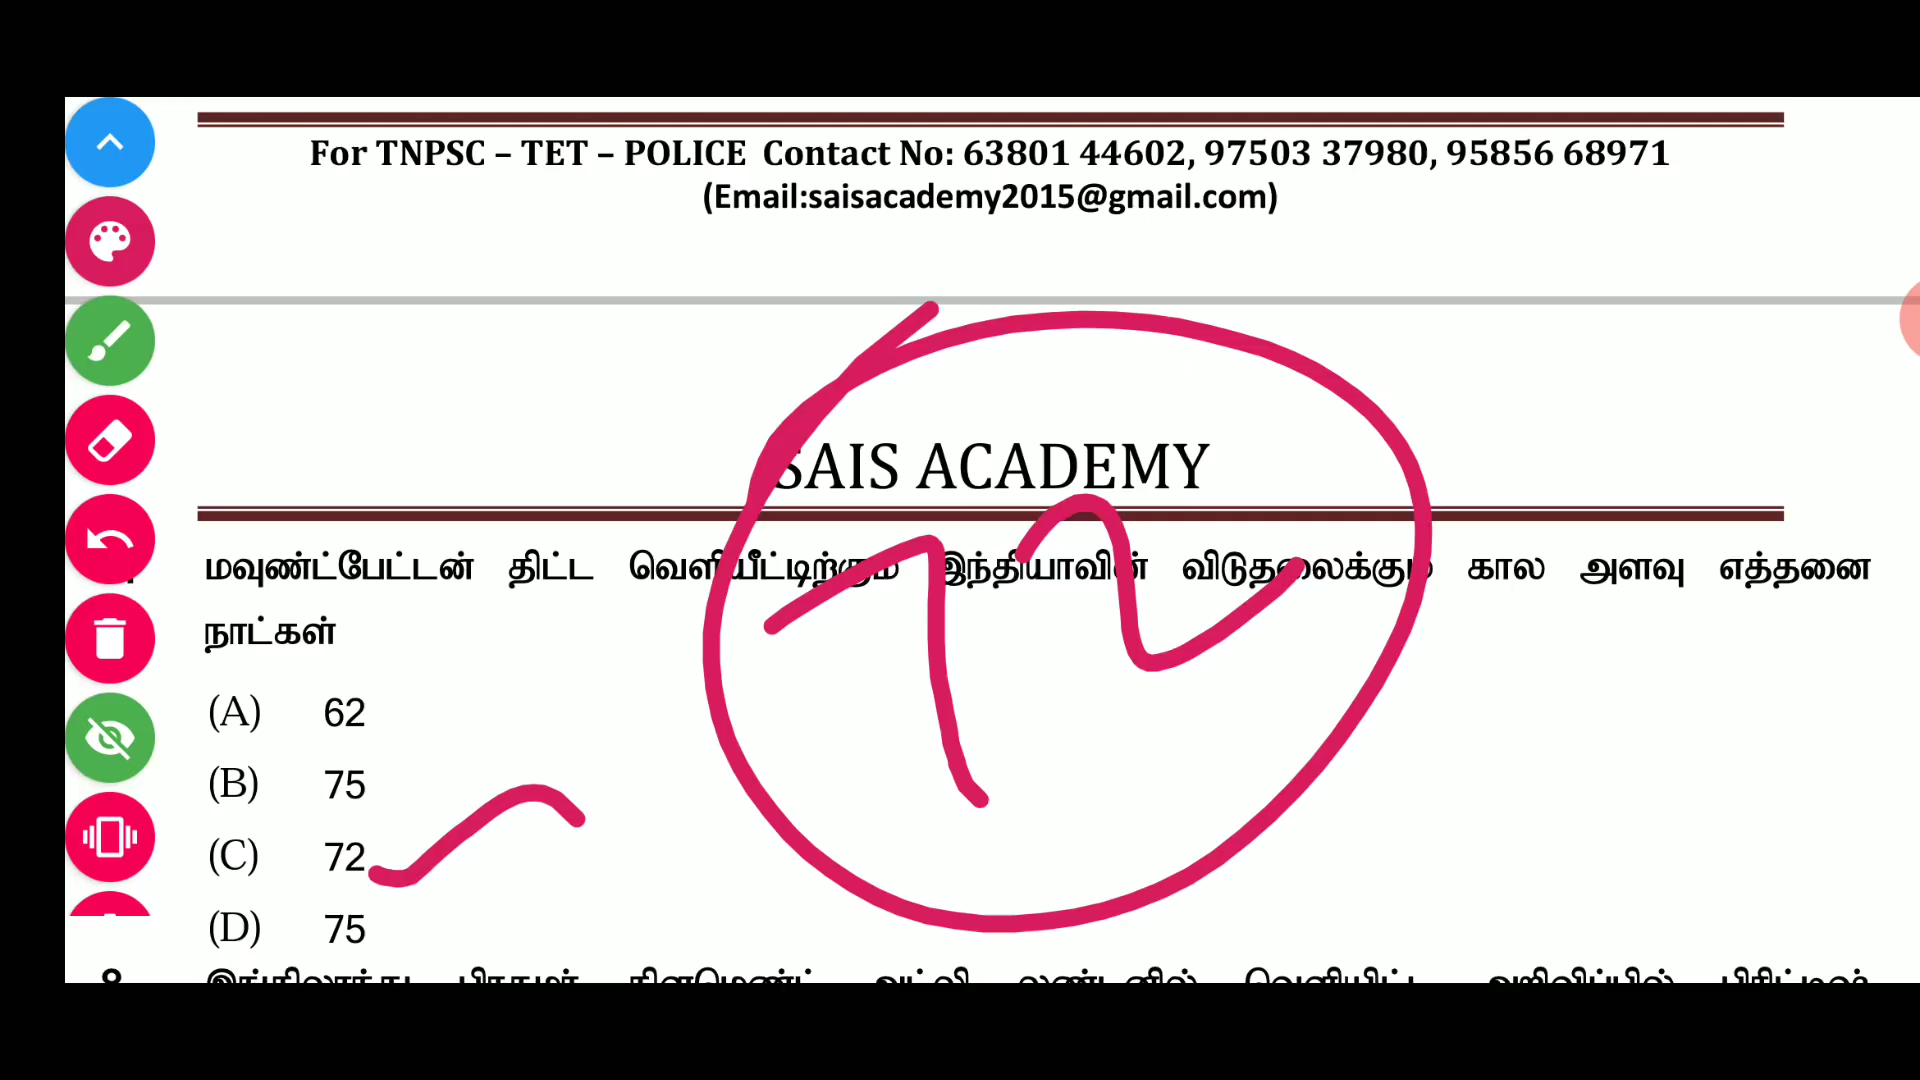 For TNPSC – TET – POLICE Contact No: 63801 44602, 97503 37980, 95856 68971
(Email:saisacademy2015@gmail.com)
SAIS ACADEMY
மவுண்ட்பேட்டன் திட்ட வெளியீட்டிற்கும் இந்தியாவின் விடுதலைக்கும் கால அளவு எத்தனை
நாட்கள்
72
(A) 62
(B) 75
(C) 72
(D) 75